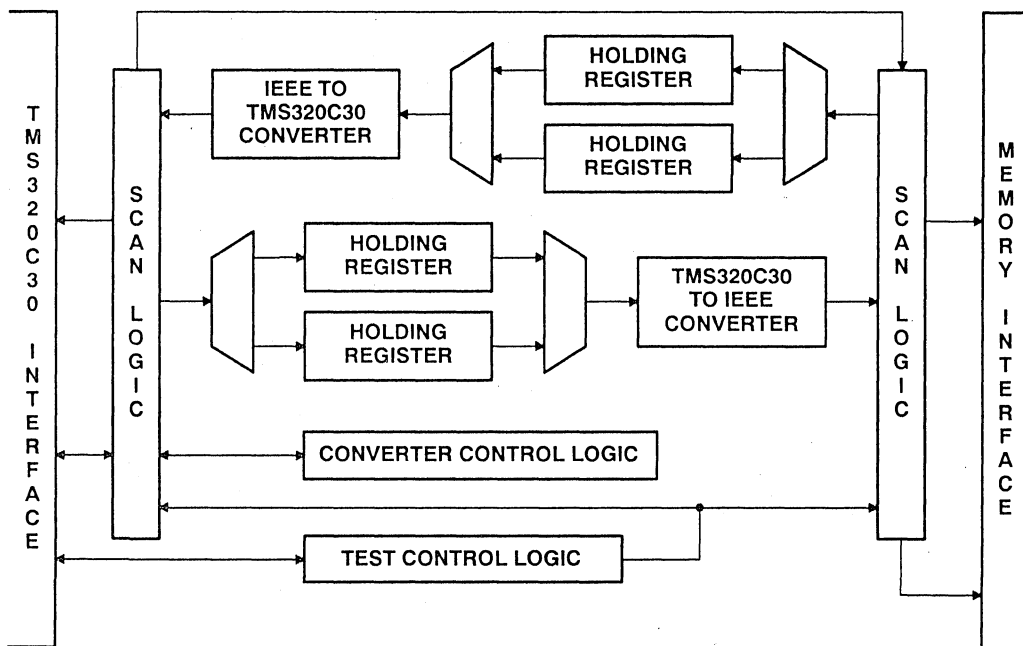 TMS320C30 INTERFACE
SCAN LOGIC
IEEE TO
TMS320C30
CONVERTER
HOLDING
REGISTER
HOLDING
REGISTER
SCAN LOGIC
MEMORY INTERFACE
HOLDING
REGISTER
HOLDING
REGISTER
TMS320C30
TO IEEE
CONVERTER
CONVERTER CONTROL LOGIC
TEST CONTROL LOGIC